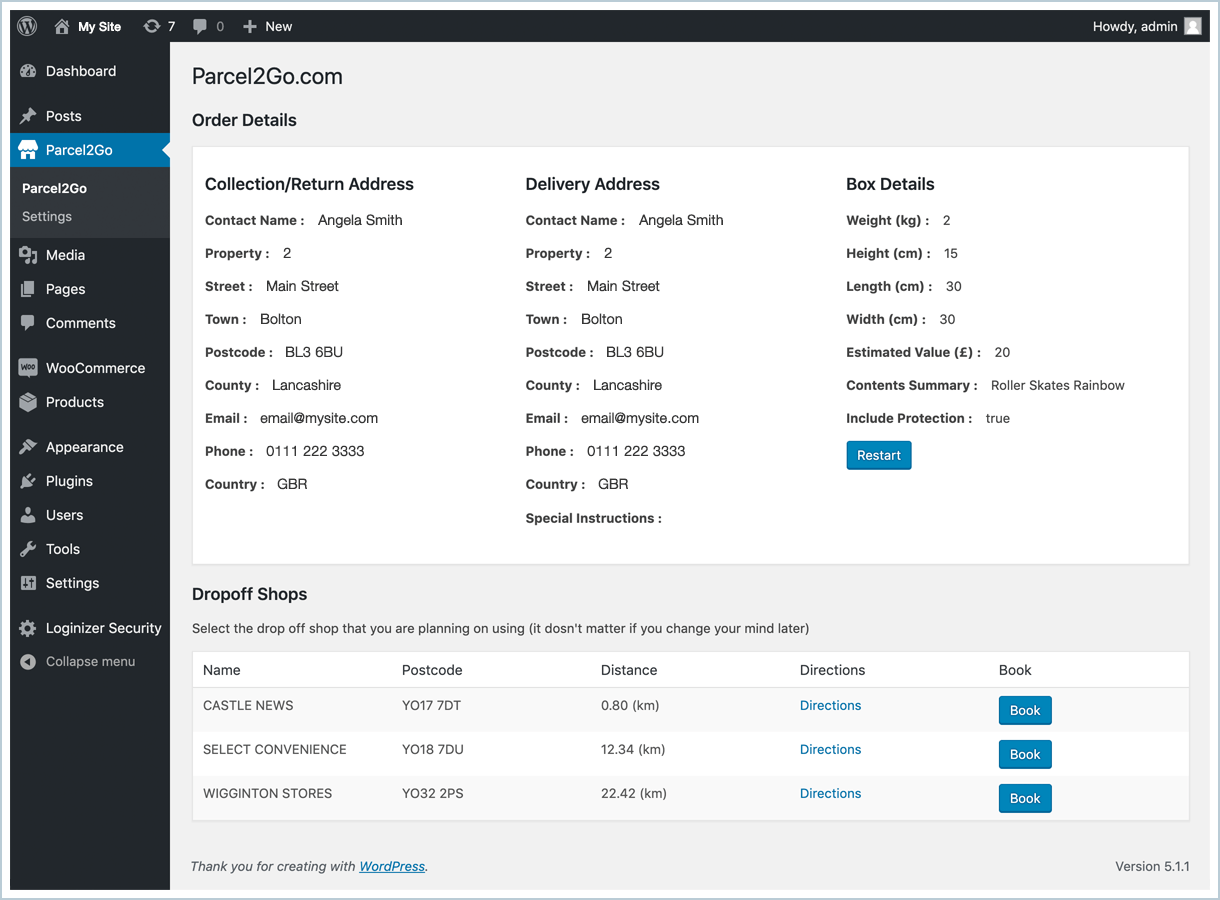 My Site 7 0 New Howdy, admin
Dashboard
Posts
Parcel2Go
Parcel2Go
Settings
Media
Pages
Comments
WooCommerce
Products
Appearance
Plugins
Users
Tools
Settings
Loginizer Security
Collapse menu
Parcel2Go.com
Order Details
Collection/Return Address
Contact Name : Angela Smith
Property : 2
Street : Main Street
Town : Bolton
Postcode : BL3 6BU
County : Lancashire
Email : email@mysite.com
Phone : 0111 222 3333
Country : GBR
Delivery Address
Contact Name : Angela Smith
Property : 2
Street : Main Street
Town : Bolton
Postcode : BL3 6BU
County : Lancashire
Email : email@mysite.com
Phone : 0111 222 3333
Country : GBR
Special Instructions :
Box Details
Weight (kg) : 2
Height (cm) : 15
Length (cm) : 30
Width (cm) : 30
Estimated Value (£) : 20
Contents Summary : Roller Skates Rainbow
Include Protection : true
Restart
Dropoff Shops
Select the drop off shop that you are planning on using (it dosn't matter if you change your mind later)
Name Postcode Distance Directions Book
CASTLE NEWS YO17 7DT 0.80 (km) Directions Book
SELECT CONVENIENCE YO18 7DU 12.34 (km) Directions Book
WIGGINTON STORES YO32 2PS 22.42 (km) Directions Book
Thank you for creating with WordPress. Version 5.1.1